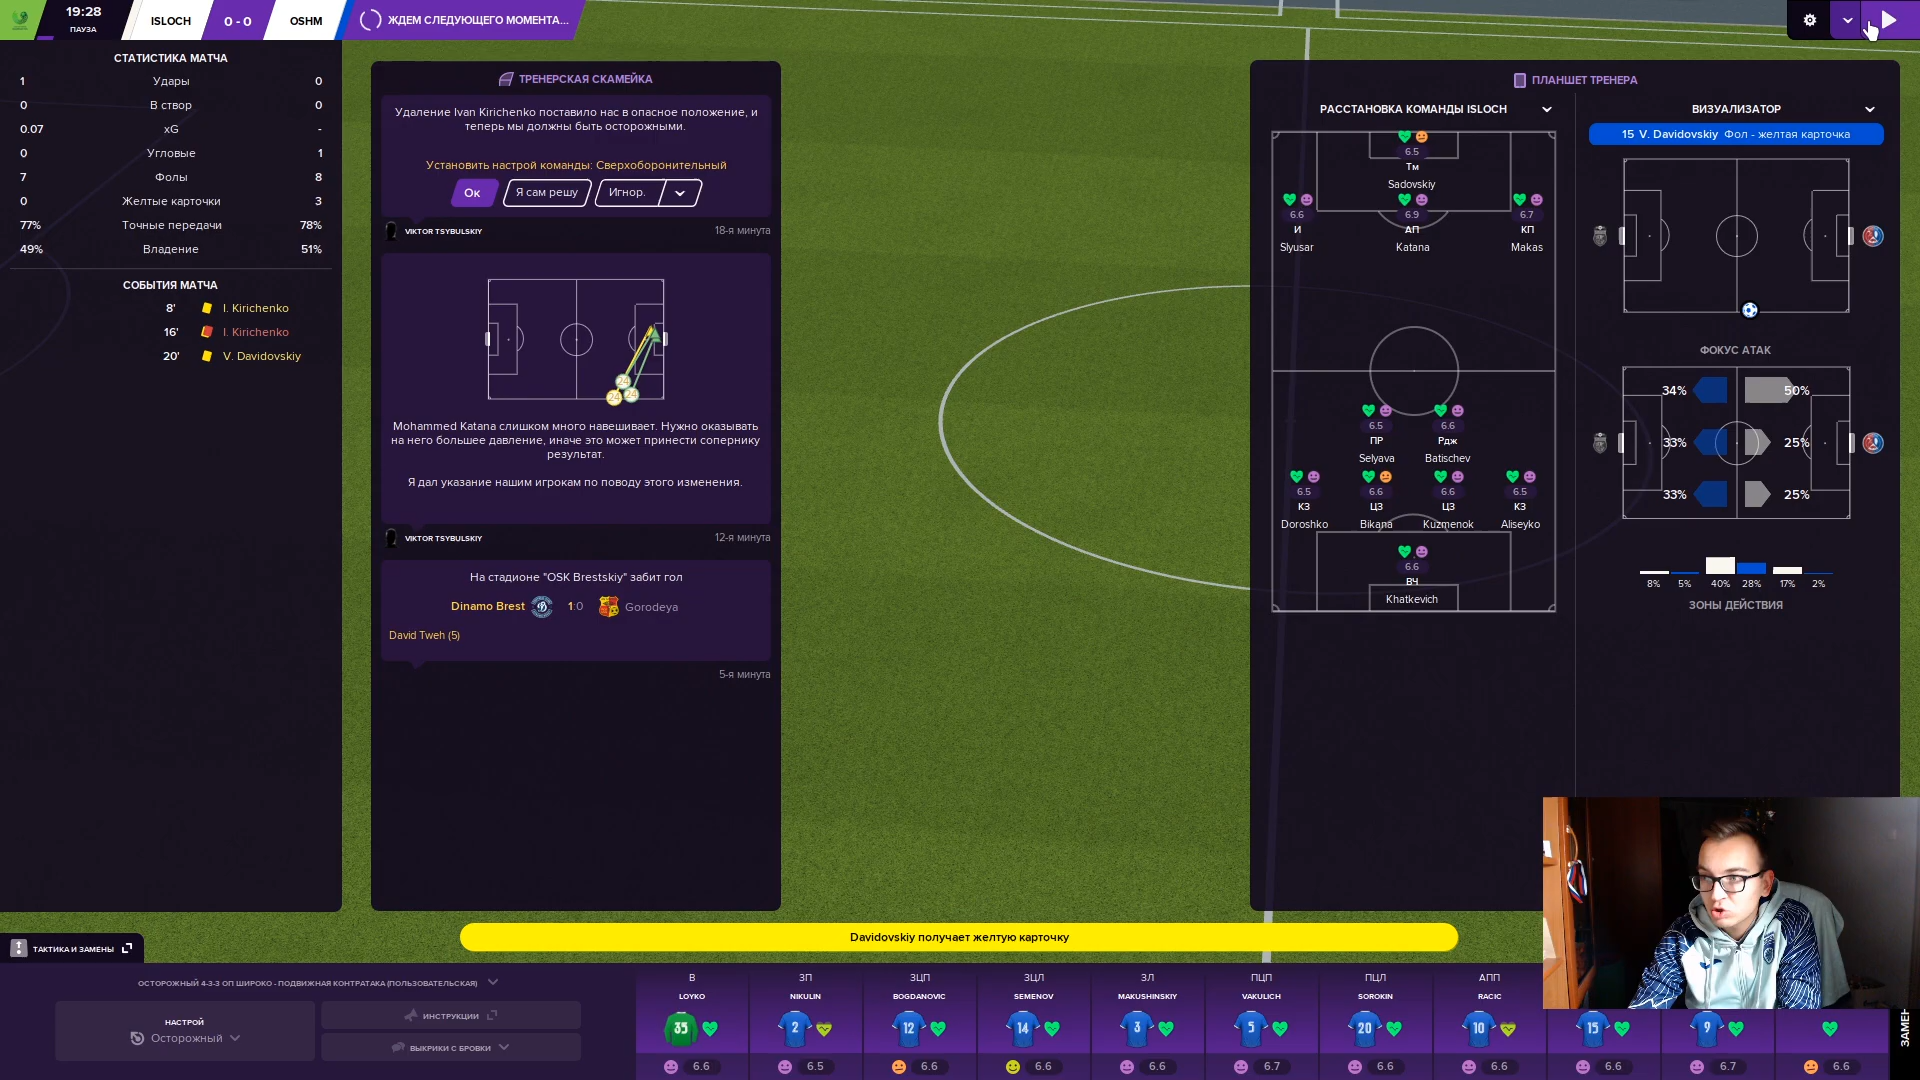 19:28
ПАУЗА
ISLOCH
0 - 0
OSHM
ЖДЕМ СЛЕДУЮЩЕГО МОМЕНТА...
СТАТИСТИКА МАТЧА
1 Удары 0
0 В створ 0
0.07 xG -
0 Угловые 1
7 Фолы 8
0 Желтые карточки 3
77% Точные передачи 78%
49% Владение 51%
СОБЫТИЯ МАТЧА
8' I. Kirichenko
16' I. Kirichenko
20' V. Davidovskiy
ТРЕНЕРСКАЯ СКАМЕЙКА
Удаление Ivan Kirichenko поставило нас в опасное положение, и
теперь мы должны быть осторожными.
Установить настрой команды: Сверхоборонительный
Ок Я сам решу Игнор.
VIKTOR TSYBULSKIY 18-я минута
24 24 24
Mohammed Katana слишком много навешивает. Нужно оказывать
на него большее давление, иначе это может принести сопернику
результат.
Я дал указание нашим игрокам по поводу этого изменения.
VIKTOR TSYBULSKIY 12-я минута
На стадионе "OSK Brestskiy" забит гол
Dinamo Brest 1:0 Gorodeya
David Tweh (5)
5-я минута
ПЛАНШЕТ ТРЕНЕРА
РАССТАНОВКА КОМАНДЫ ISLOCH
6.5
Тм
Sadovskiy
6.6 6.9 6.7
И АП КП
Slyusar Katana Makas
6.5 6.6
ПР Рдж
Selyava Batischev
6.5 6.6 6.6 6.5
КЗ ЦЗ ЦЗ КЗ
Doroshko Bikana Kuzmenok Aliseyko
6.6
ВЧ
Khatkevich
ВИЗУАЛИЗАТОР
15 V. Davidovskiy Фол - желтая карточка
ФОКУС АТАК
34% 50%
33% 25%
33% 25%
8% 5% 40% 28% 17% 2%
ЗОНЫ ДЕЙСТВИЯ
Davidovskiy получает желтую карточку
ТАКТИКА И ЗАМЕНЫ
ОСТОРОЖНЫЙ 4-3-3 ОП ШИРОКО - ПОДВИЖНАЯ КОНТРАТАКА (ПОЛЬЗОВАТЕЛЬСКАЯ)
НАСТРОЙ
Осторожный
ИНСТРУКЦИИ
ВЫКРИКИ С БРОВКИ
В ЗП ЗЦП ЗЦЛ ЗЛ ПЦП ПЦЛ АПП
LOYKO NIKULIN BOGDANOVIC SEMENOV MAKUSHINSKIY VAKULICH SOROKIN RACIC
35 2 12 14 3 5 20 10 15 9
6.6 6.5 6.6 6.6 6.6 6.7 6.6 6.6 6.6 6.7 6.6
ЗАМЕН